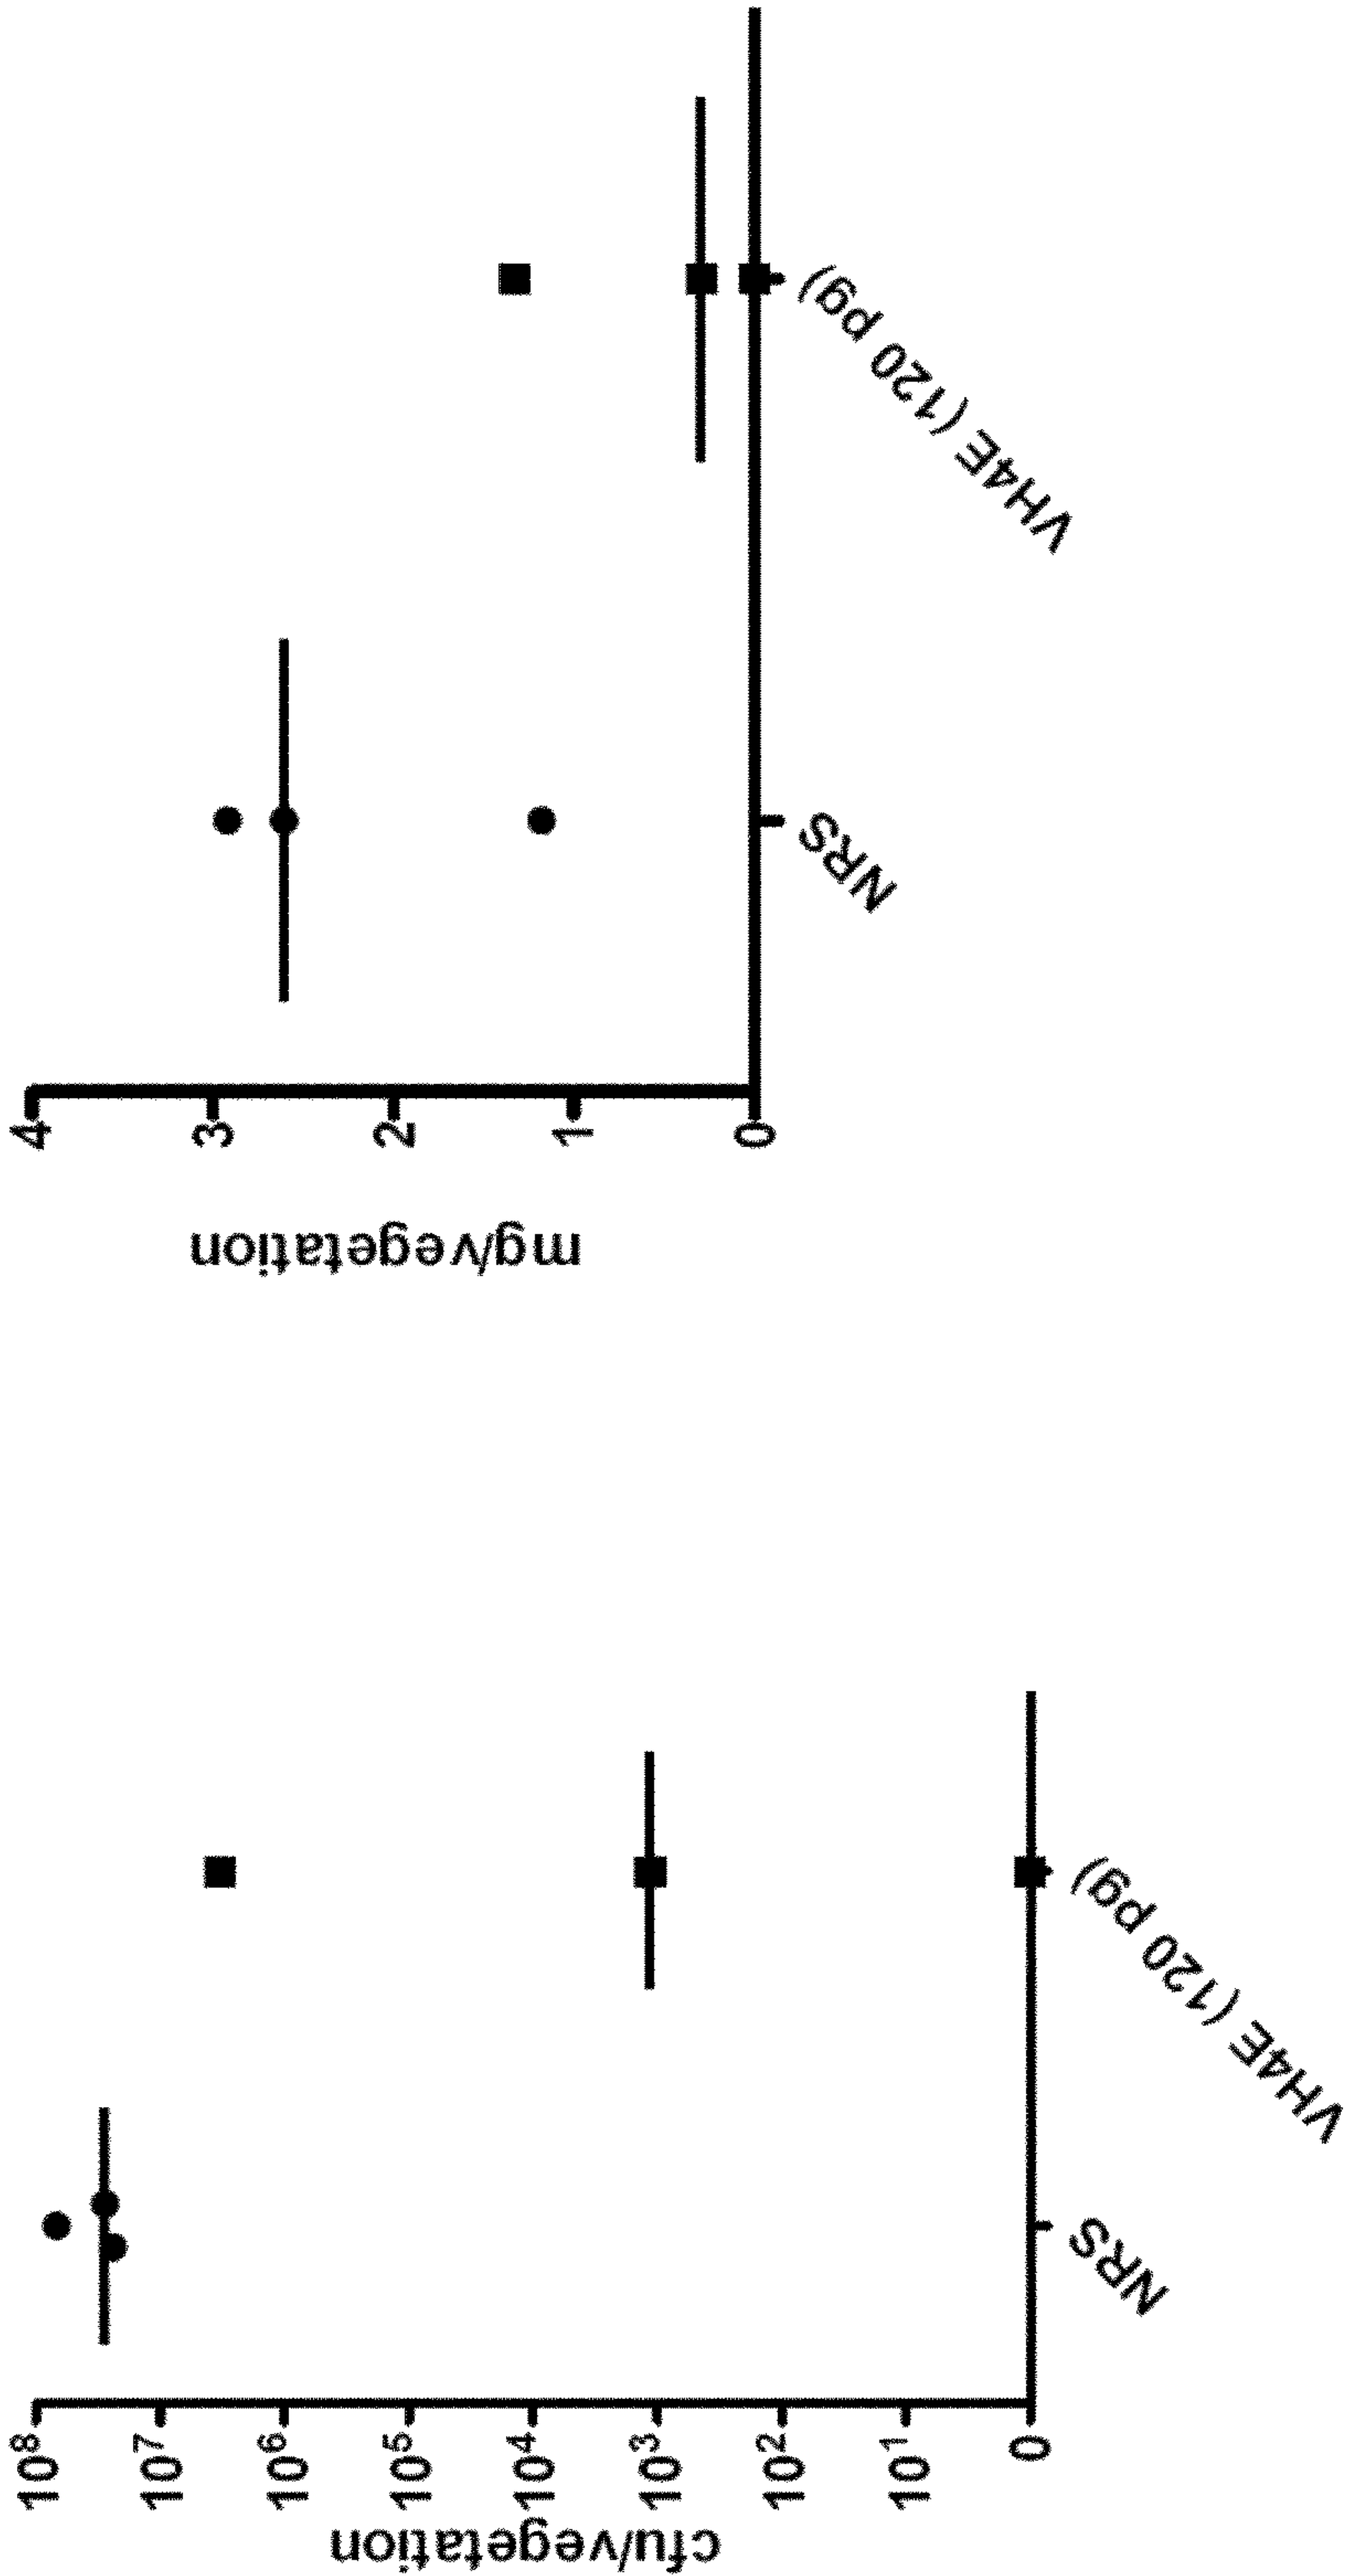 cfu/vegetation
10⁸
10⁷
10⁶
10⁵
10⁴
10³
10²
10¹
0
NRS
VH4E (120 pg)
mg/vegetation
4
3
2
1
0
NRS
VH4E (120 pg)